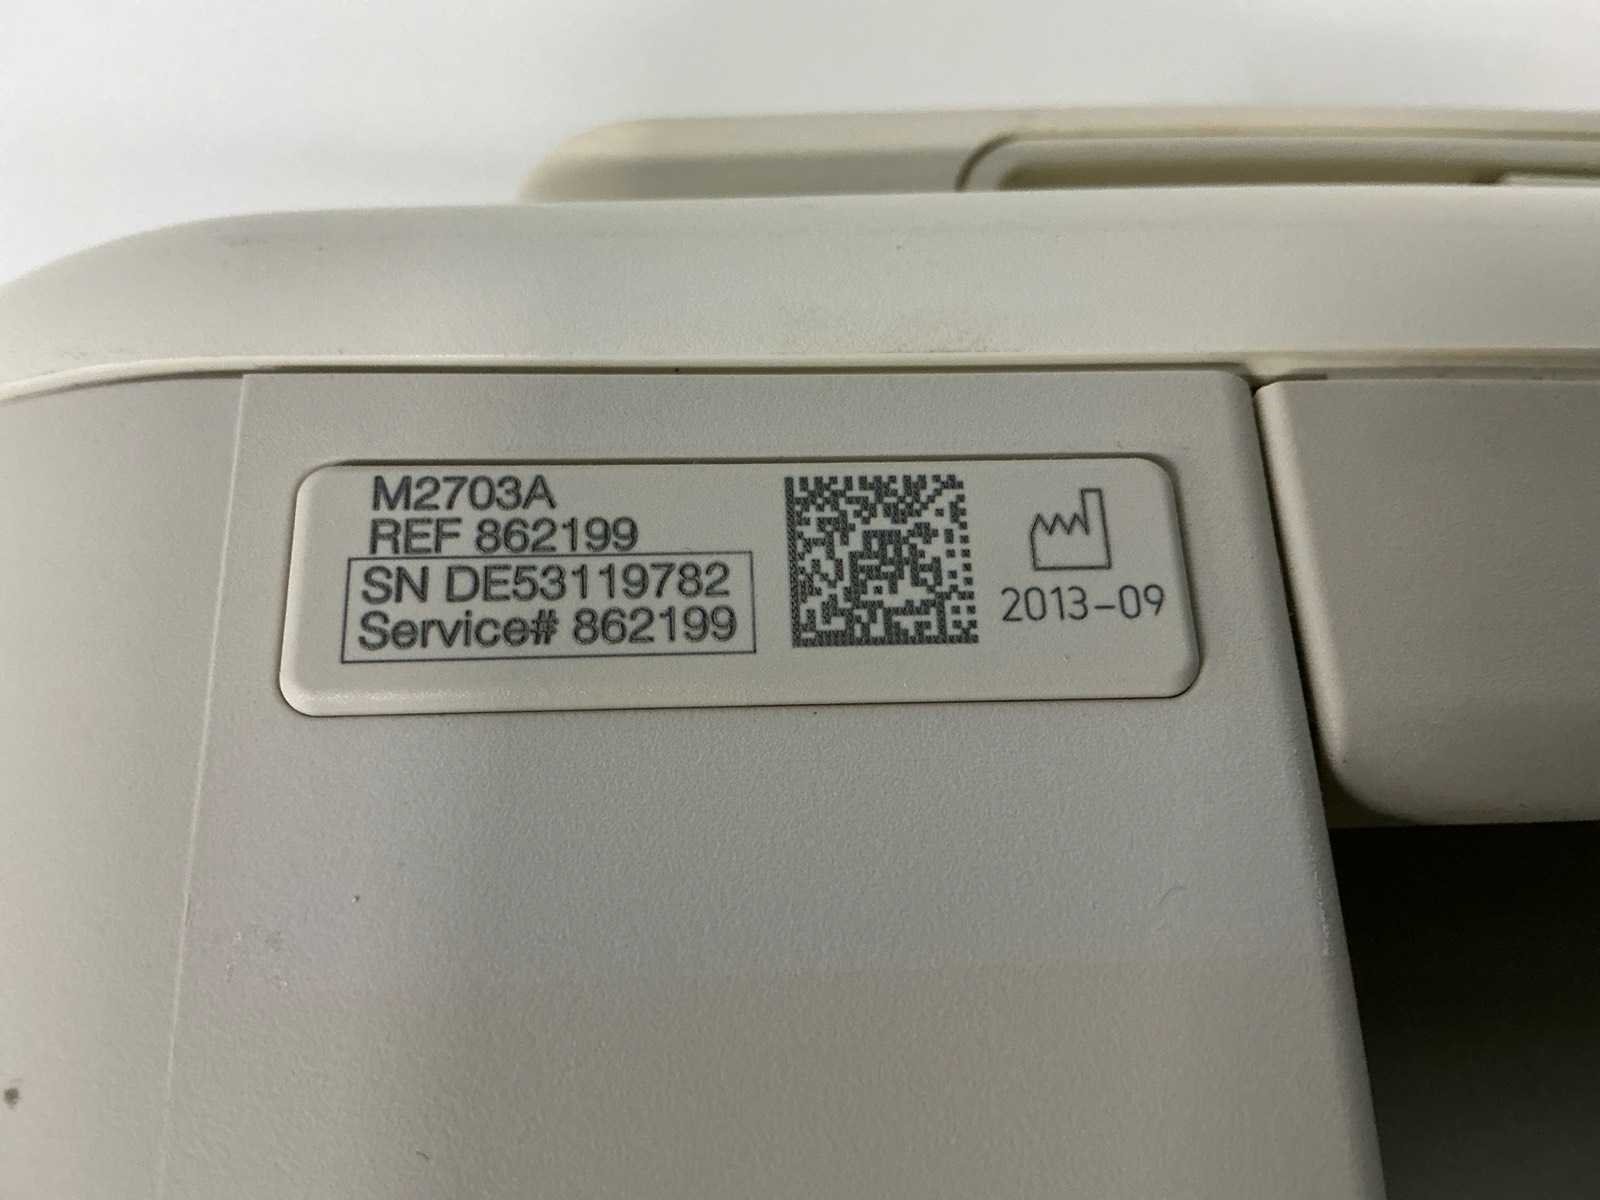 M2703A
REF 862199
SN DE53119782
Service# 862199
2013-09